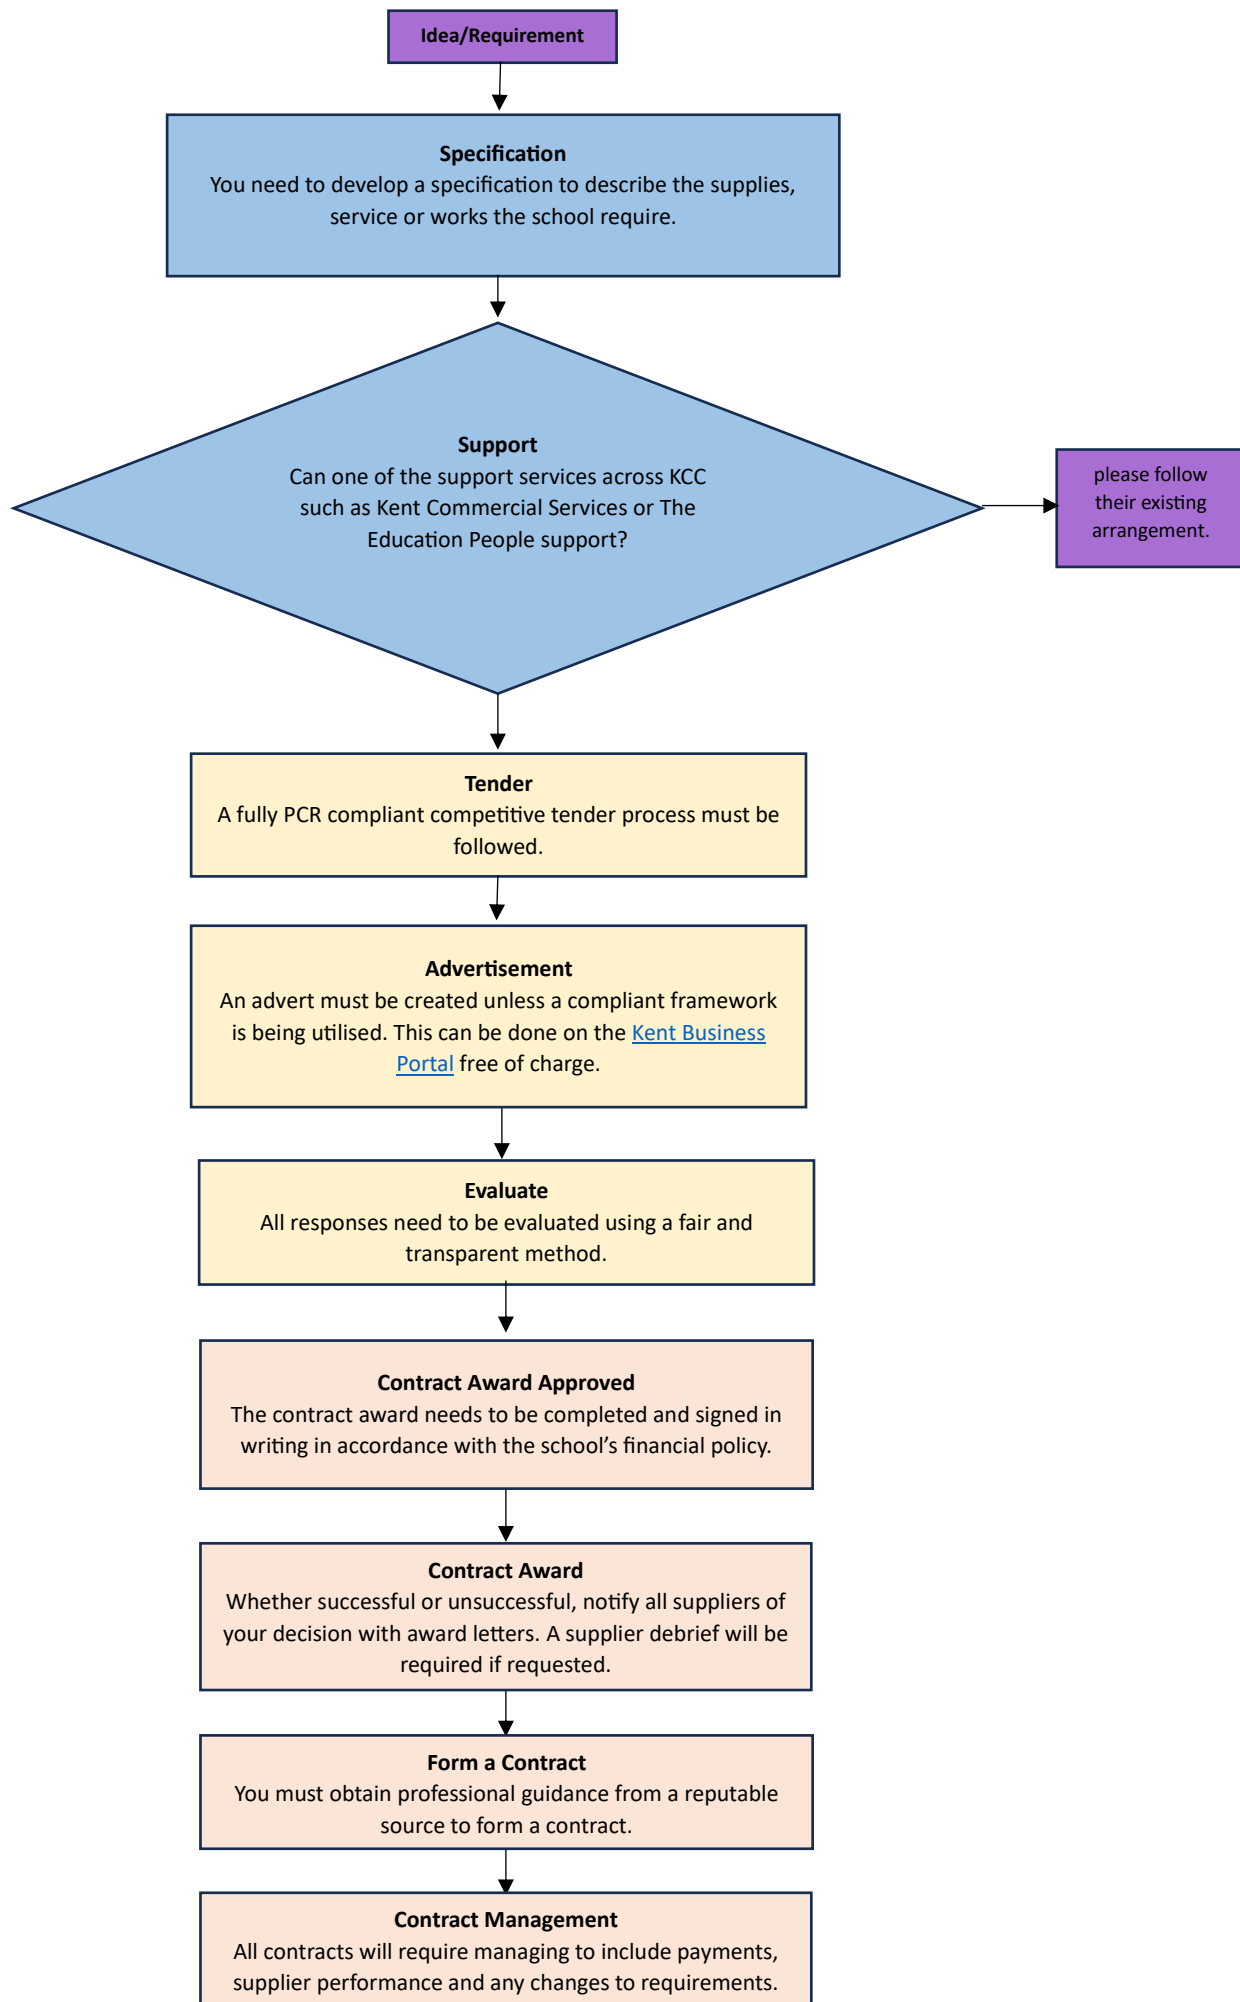 Idea/Requirement
Specification
You need to develop a specification to describe the supplies,
service or works the school require.
Support
Can one of the support services across KCC
such as Kent Commercial Services or The
Education People support?
please follow
their existing
arrangement.
Tender
A fully PCR compliant competitive tender process must be
followed.
Advertisement
An advert must be created unless a compliant framework
is being utilised. This can be done on the Kent Business
Portal free of charge.
Evaluate
All responses need to be evaluated using a fair and
transparent method.
Contract Award Approved
The contract award needs to be completed and signed in
writing in accordance with the school’s financial policy.
Contract Award
Whether successful or unsuccessful, notify all suppliers of
your decision with award letters. A supplier debrief will be
required if requested.
Form a Contract
You must obtain professional guidance from a reputable
source to form a contract.
Contract Management
All contracts will require managing to include payments,
supplier performance and any changes to requirements.